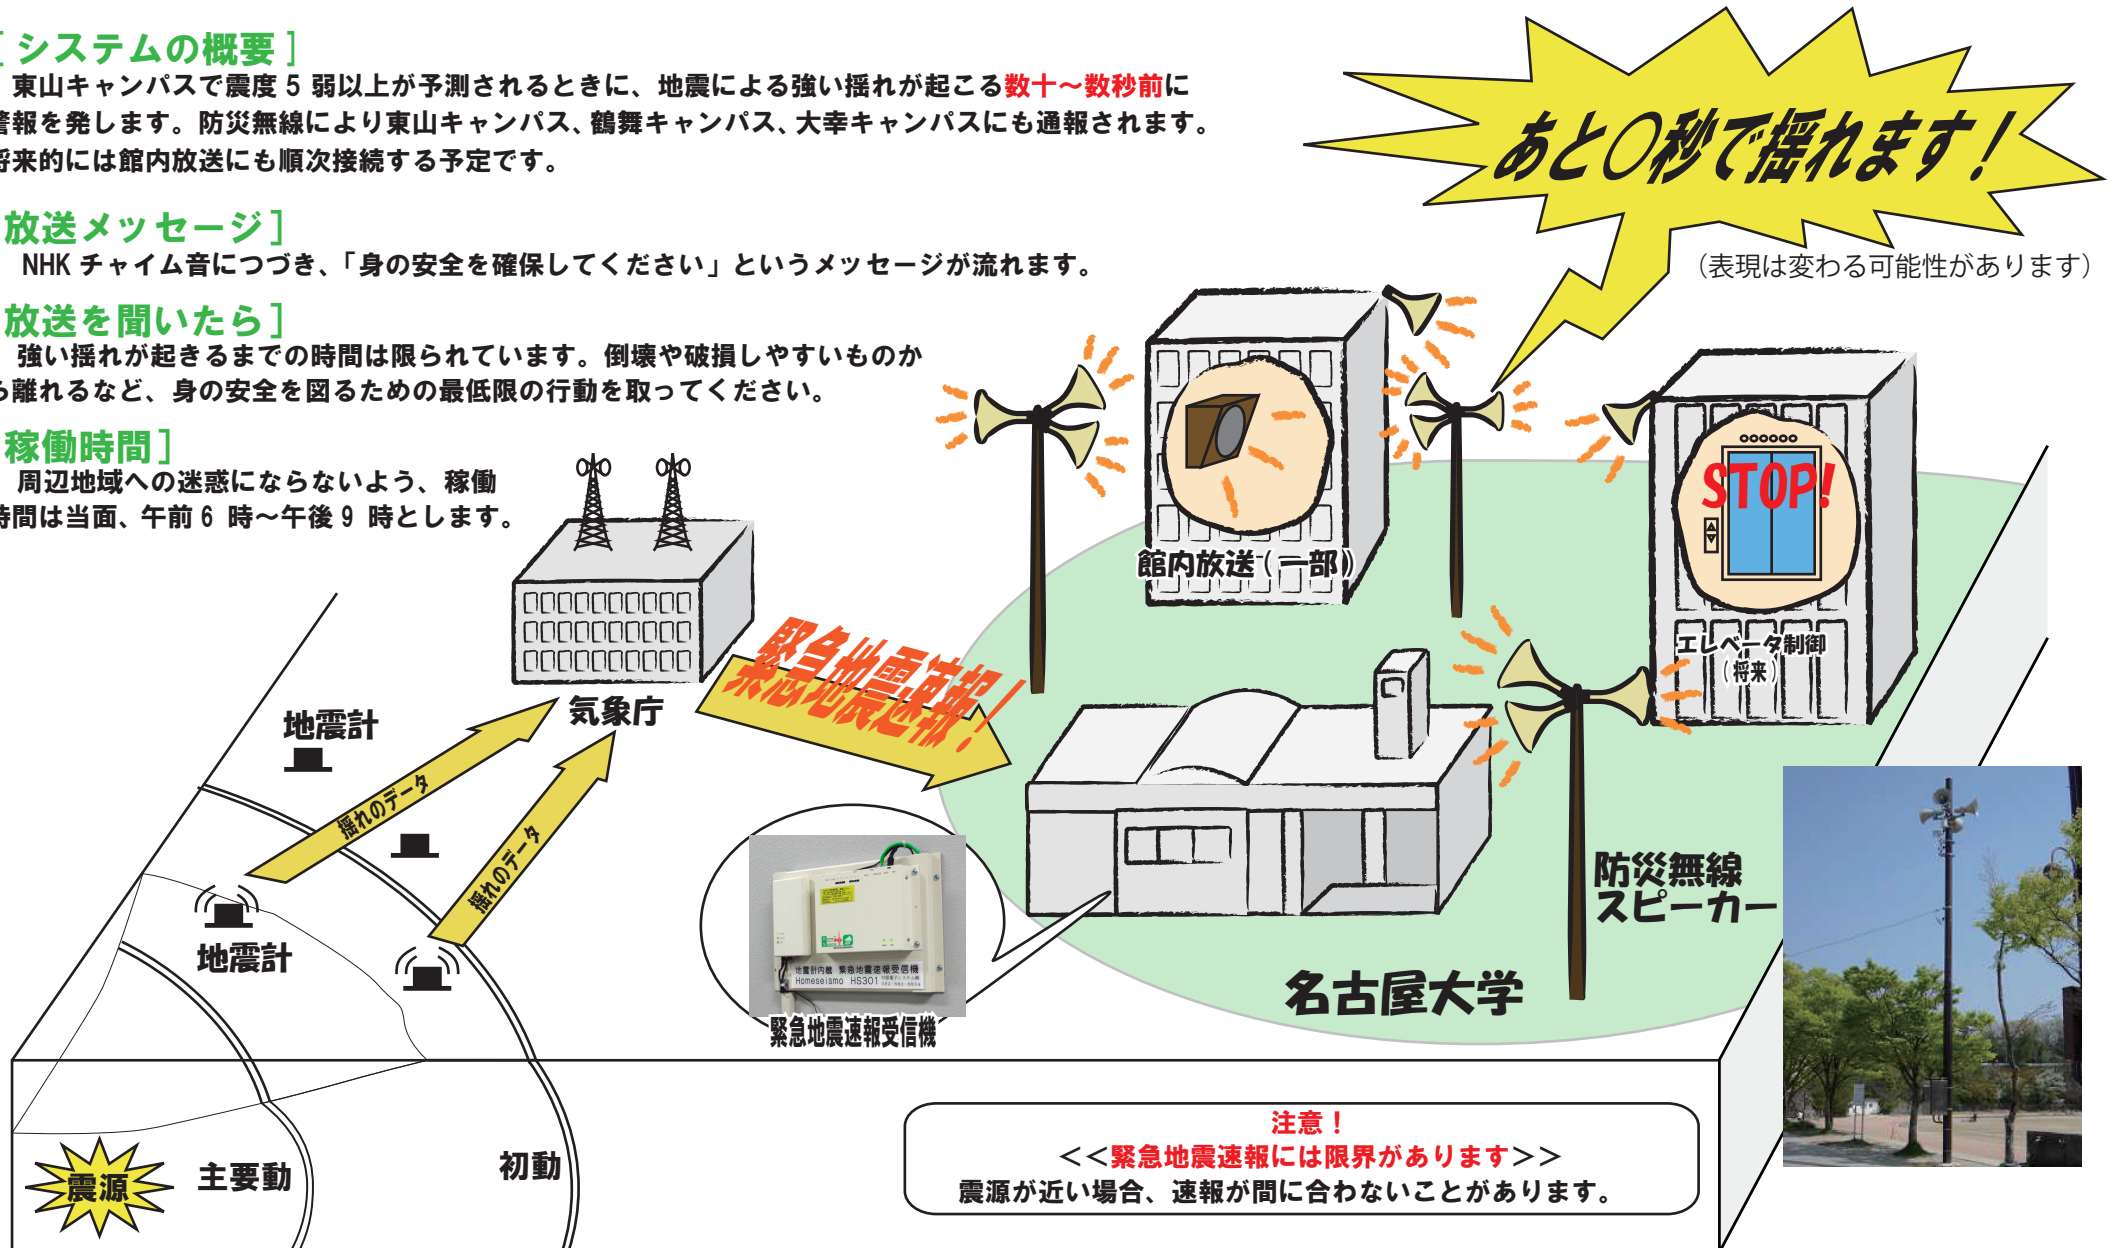 [ システムの概要 ]
東山キャンパスで震度 5 弱以上が予測されるときに、地震による強い揺れが起こる数十～数秒前に
警報を発します。防災無線により東山キャンパス、鶴舞キャンパス、大幸キャンパスにも通報されます。
将来的には館内放送にも順次接続する予定です。
放送メッセージ ]
NHK チャイム音につづき、「身の安全を確保してください」というメッセージが流れます。
放送を聞いたら ]
強い揺れが起きるまでの時間は限られています。倒壊や破損しやすいものか
ら離れるなど、身の安全を図るための最低限の行動を取ってください。
稼働時間 ]
周辺地域への迷惑にならないよう、稼働
時間は当面、午前 6 時～午後 9 時とします。
あと○秒で揺れます！
（表現は変わる可能性があります）
館内放送（一部）
STOP!
エレベータ制御
（将来）
気象庁
緊急地震速報！
地震計
揺れのデータ
揺れのデータ
地震計
地震計内蔵 緊急地震速報受信機
Homeseismo HS301
緊急地震速報受信機
防災無線
スピーカー
名古屋大学
震源
主要動
初動
注意！
＜＜緊急地震速報には限界があります＞＞
震源が近い場合、速報が間に合わないことがあります。